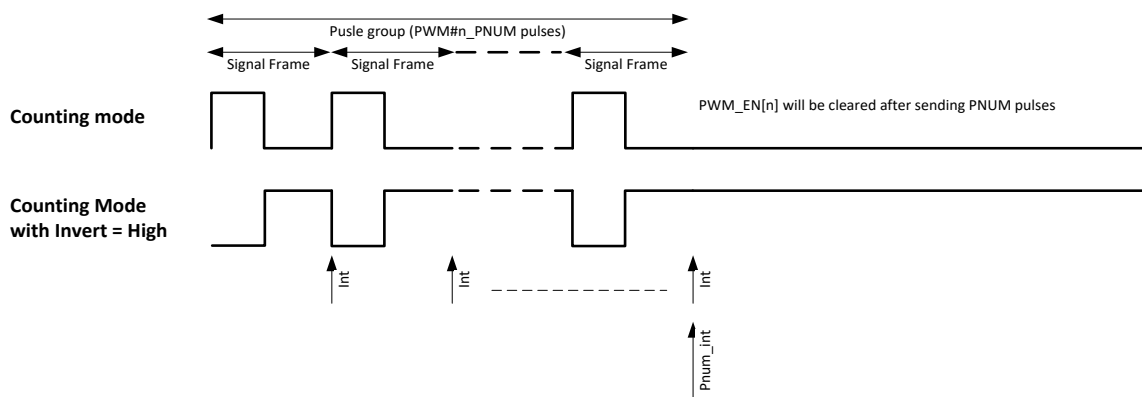 Pusle group (PWM#n_PNUM pulses)
Signal Frame
Signal Frame
Signal Frame
Counting mode
PWM_EN[n] will be cleared after sending PNUM pulses
Counting Mode
with Invert = High
Int
Int
Int
Pnum_int